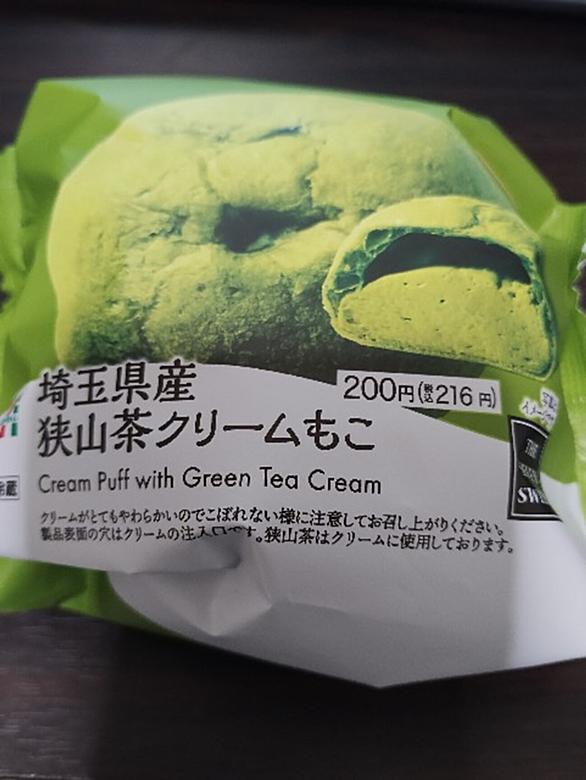 埼玉県産
狭山茶クリームもこ
200円(税込216円)
Cream Puff with Green Tea Cream
冷蔵
クリームがとてもやわらかいのでこぼれない様に注意してお召し上がりください。
製品表面の穴はクリームの注入口です。狭山茶はクリームに使用しております。
THE